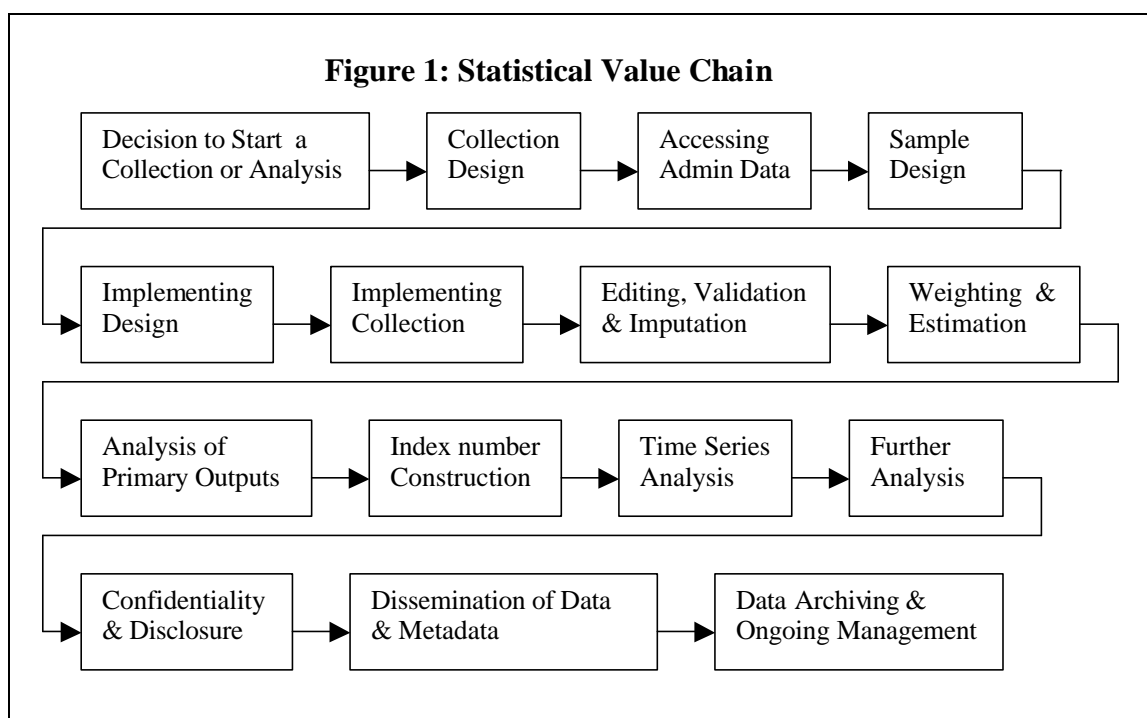 Figure 1: Statistical Value Chain
Decision to Start a
Collection or Analysis
Collection
Design
Accessing
Admin Data
Sample
Design
Implementing
Design
Implementing
Collection
Editing, Validation
& Imputation
Weighting &
Estimation
Analysis of
Primary Outputs
Index number
Construction
Time Series
Analysis
Further
Analysis
Confidentiality
& Disclosure
Dissemination of Data
& Metadata
Data Archiving &
Ongoing Management